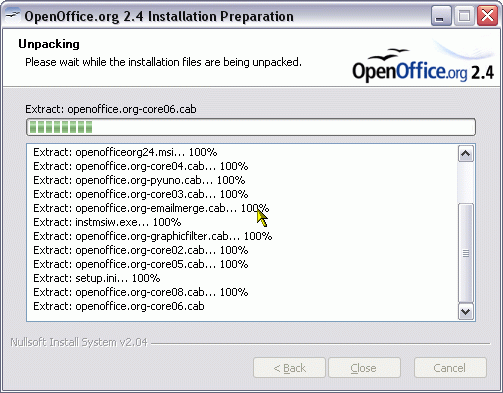 OpenOffice.org 2.4 Installation Preparation
Unpacking
Please wait while the installation files are being unpacked.
OpenOffice.org 2.4
Extract: openoffice.org-core06.cab
Extract: openofficeorg24.msi... 100%
Extract: openoffice.org-core04.cab... 100%
Extract: openoffice.org-pyuno.cab... 100%
Extract: openoffice.org-core03.cab... 100%
Extract: openoffice.org-emailmerge.cab... 100%
Extract: instmsiw.exe... 100%
Extract: openoffice.org-graphicfilter.cab... 100%
Extract: openoffice.org-core02.cab... 100%
Extract: openoffice.org-core05.cab... 100%
Extract: setup.ini... 100%
Extract: openoffice.org-core08.cab... 100%
Extract: openoffice.org-core06.cab
Nullsoft Install System v2.04
< Back
Close
Cancel